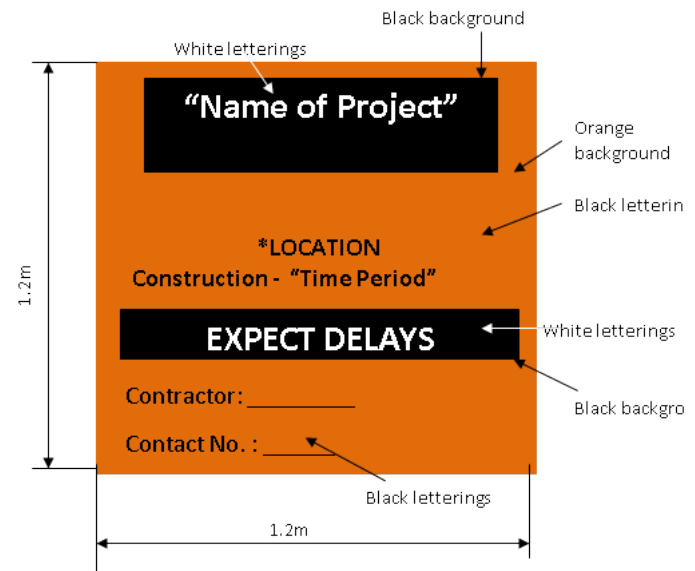 Black background
White letterings
“Name of Project”
Orange
background
Black letterin
*LOCATION
Construction - “Time Period”
1.2m
EXPECT DELAYS
White letterings
Contractor: _________
Black backgro
Contact No. : ______
Black letterings
1.2m